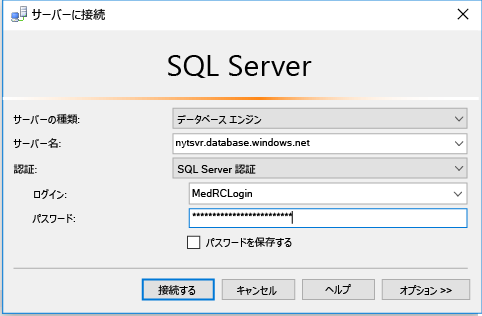 サーバーに接続
SQL Server
サーバーの種類: データベース エンジン
サーバー名: nytsvr.database.windows.net
認証: SQL Server 認証
ログイン: MedRCLogin
パスワード: *************************
パスワードを保存する
接続する キャンセル ヘルプ オプション >>